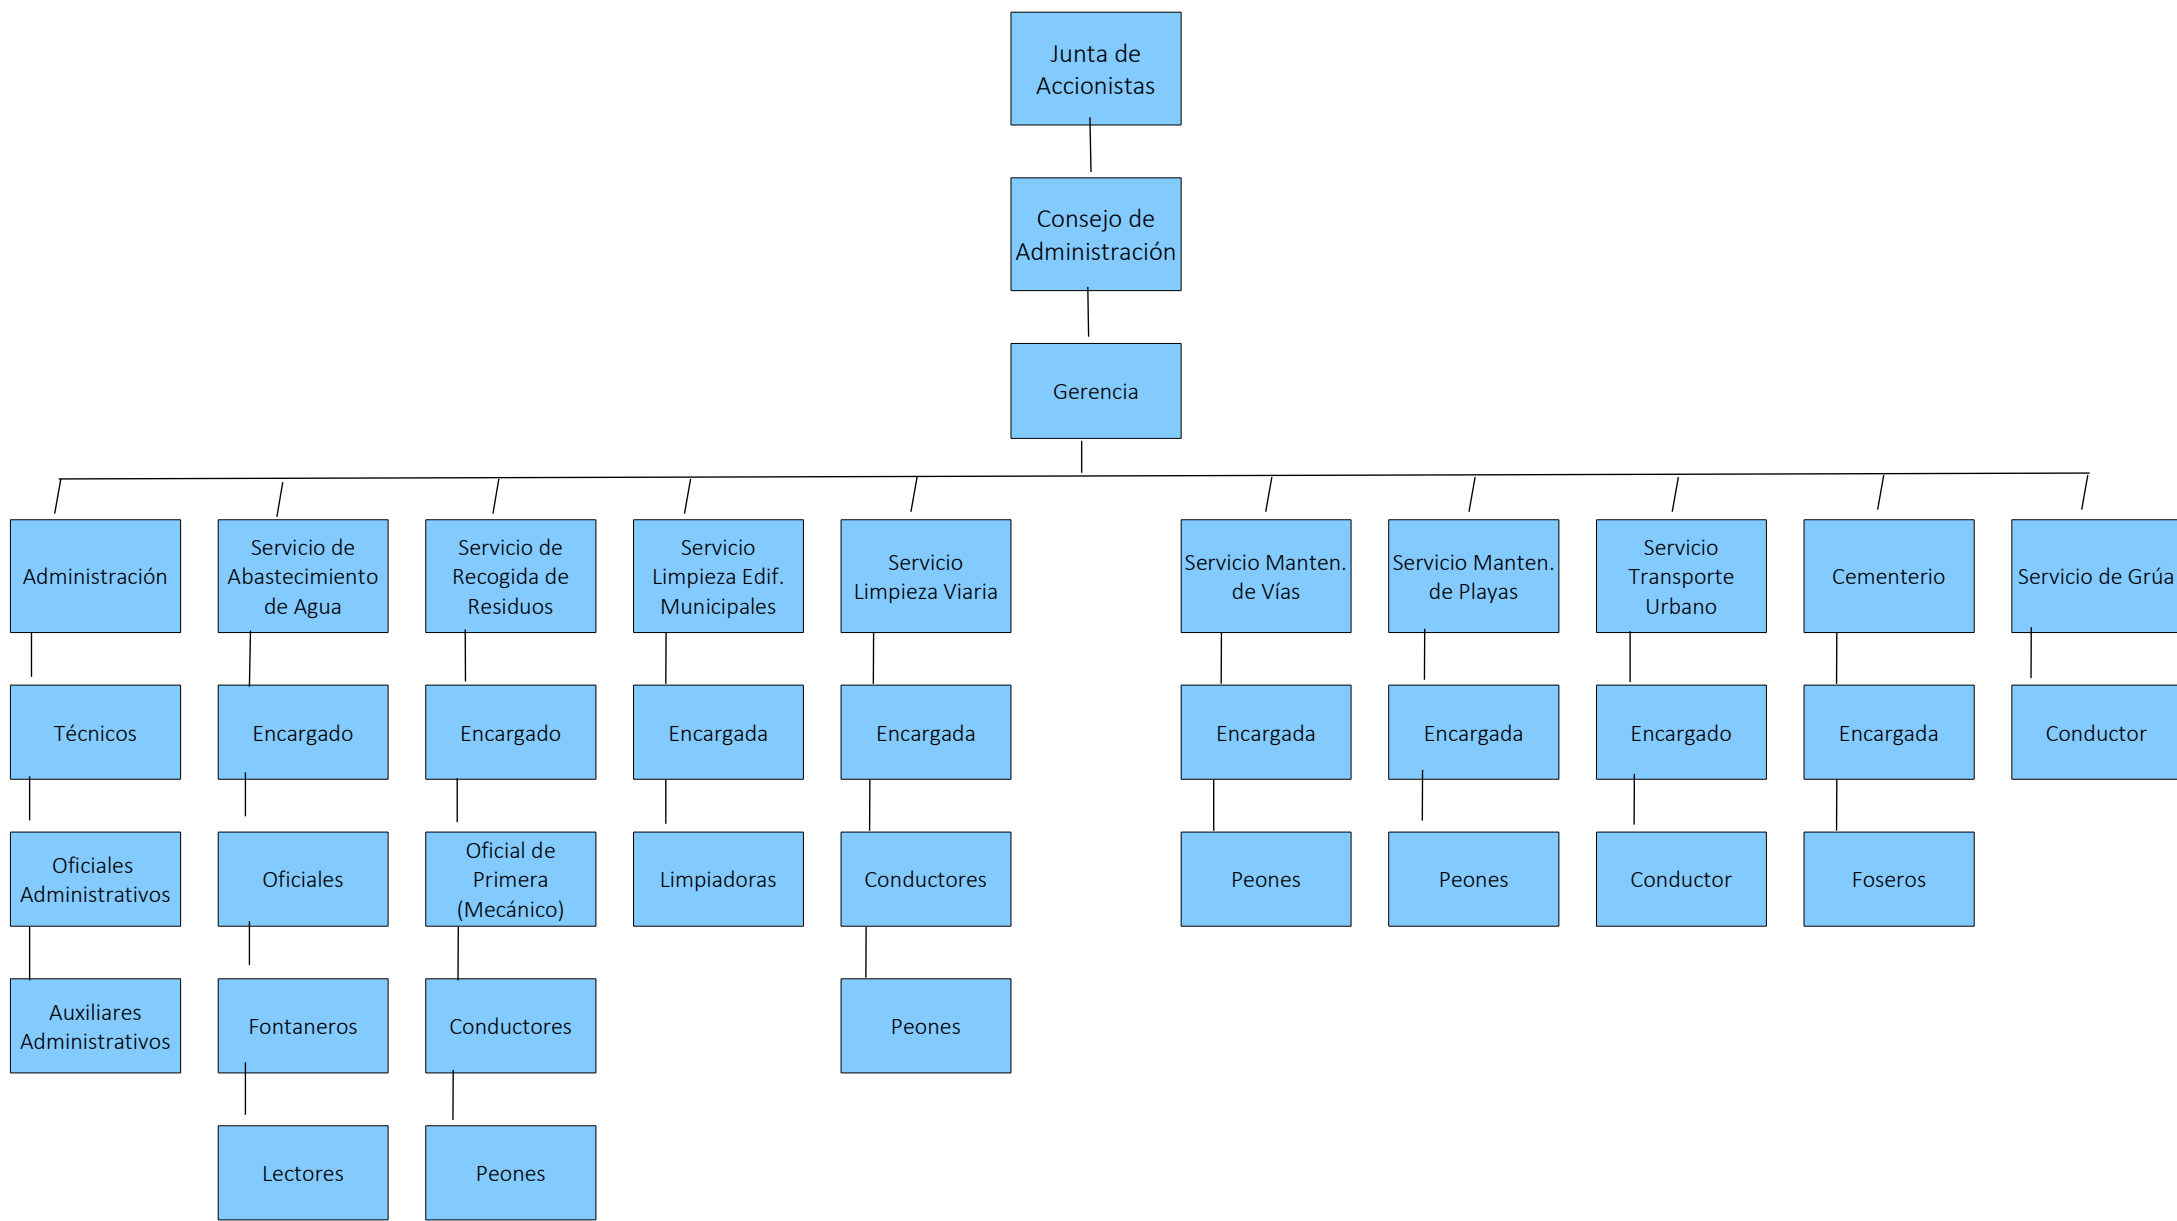 Junta de
Accionistas
Consejo de
Administración
Gerencia
Administración
Servicio de
Abastecimiento
de Agua
Servicio de
Recogida de
Residuos
Servicio
Limpieza Edif.
Municipales
Servicio
Limpieza Viaria
Servicio Manten.
de Vías
Servicio Manten.
de Playas
Servicio
Transporte
Urbano
Cementerio
Servicio de Grúa
Técnicos
Encargado
Encargado
Encargada
Encargada
Encargada
Encargada
Encargado
Encargada
Conductor
Oficiales
Administrativos
Oficiales
Oficial de
Primera
(Mecánico)
Limpiadoras
Conductores
Peones
Peones
Conductor
Foseros
Auxiliares
Administrativos
Fontaneros
Conductores
Peones
Lectores
Peones